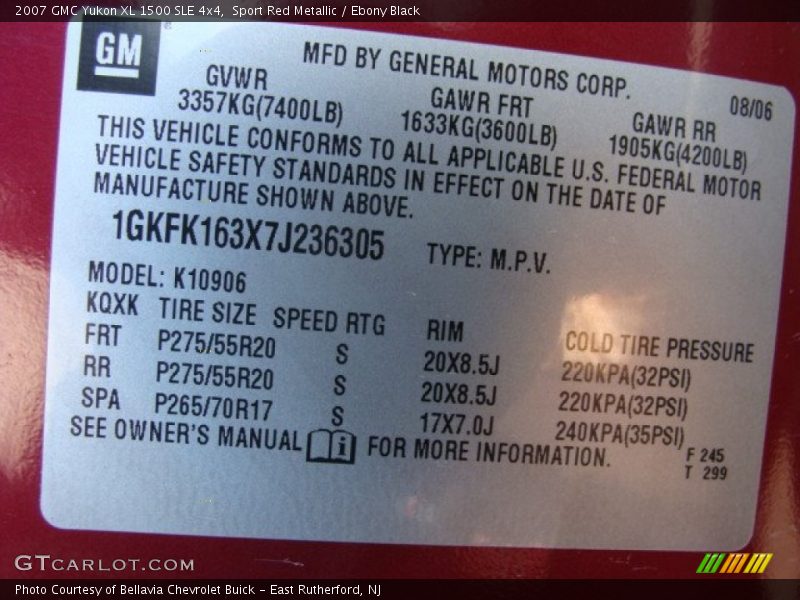 2007 GMC Yukon XL 1500 SLE 4x4, Sport Red Metallic / Ebony Black
GM
MFD BY GENERAL MOTORS CORP. 08/06
GVWR GAWR FRT GAWR RR
3357KG(7400LB) 1633KG(3600LB) 1905KG(4200LB)
THIS VEHICLE CONFORMS TO ALL APPLICABLE U.S. FEDERAL MOTOR
VEHICLE SAFETY STANDARDS IN EFFECT ON THE DATE OF
MANUFACTURE SHOWN ABOVE.
1GKFK163X7J236305 TYPE: M.P.V.
MODEL: K10906
KQXK TIRE SIZE SPEED RTG RIM COLD TIRE PRESSURE
FRT P275/55R20 S 20X8.5J 220KPA(32PSI)
RR P275/55R20 S 20X8.5J 220KPA(32PSI)
SPA P265/70R17 S 17X7.0J 240KPA(35PSI)
SEE OWNER'S MANUAL i FOR MORE INFORMATION.
F 245
T 299
GTCARLOT.COM
Photo Courtesy of Bellavia Chevrolet Buick - East Rutherford, NJ